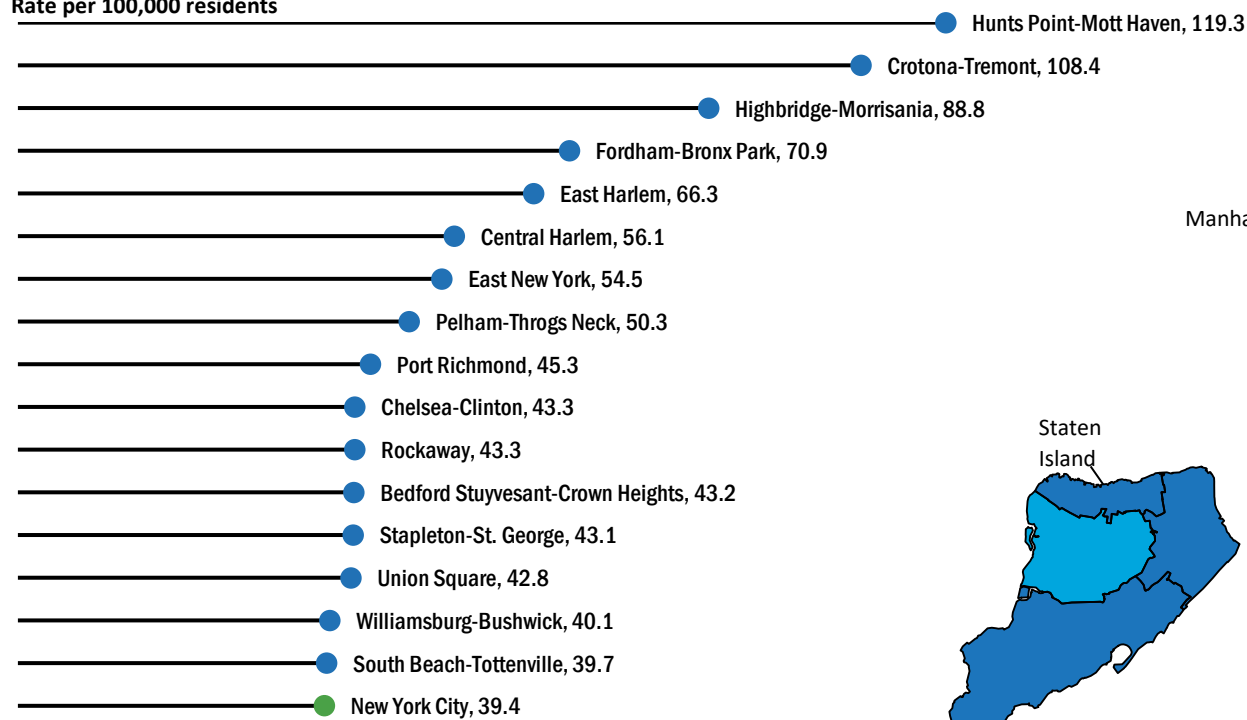 Rate per 100,000 residents
Hunts Point-Mott Haven, 119.3
Crotona-Tremont, 108.4
Highbridge-Morrisania, 88.8
Fordham-Bronx Park, 70.9
East Harlem, 66.3
Central Harlem, 56.1
Manha
East New York, 54.5
Pelham-Throgs Neck, 50.3
Port Richmond, 45.3
Chelsea-Clinton, 43.3
Rockaway, 43.3
Bedford Stuyvesant-Crown Heights, 43.2
Stapleton-St. George, 43.1
Union Square, 42.8
Williamsburg-Bushwick, 40.1
South Beach-Tottenville, 39.7
New York City, 39.4
Staten
Island